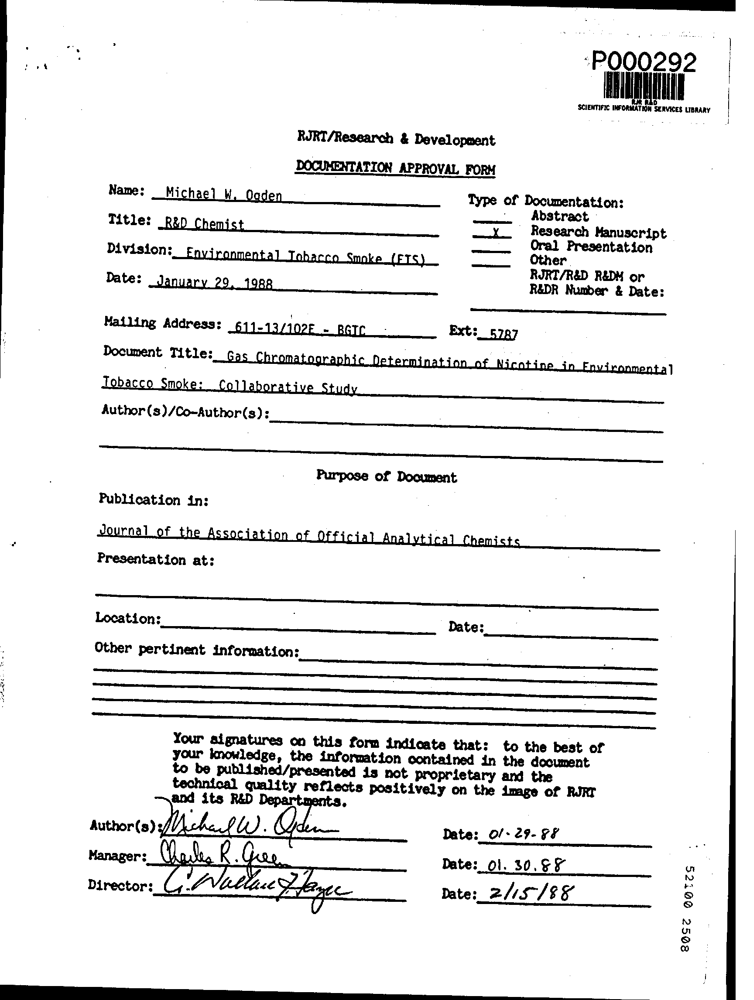 P000292
RJR R&D
SCIENTIFIC INFORMATION SERVICES LIBRARY
RJRT/Research & Development
DOCUMENTATION APPROVAL FORM
Name: Michael W. Ogden
Title: R&D Chemist
Division: Environmental Tobacco Smoke (ETS)
Date: January 29, 1988
Type of Documentation:
Abstract
X Research Manuscript
Oral Presentation
Other
RJRT/R&D R&DM or
R&DR Number & Date:
Mailing Address: 611-13/102E - BGTC Ext: 5787
Document Title: Gas Chromatographic Determination of Nicotine in Environmental
Tobacco Smoke: Collaborative Study
Author(s)/Co-Author(s):
Purpose of Document
Publication in:
Journal of the Association of Official Analytical Chemists
Presentation at:
Location: Date:
Other pertinent information:
Your signatures on this form indicate that: to the best of
your knowledge, the information contained in the document
to be published/presented is not proprietary and the
technical quality reflects positively on the image of RJRT
and its R&D Departments.
Author(s): Michael W. Ogden Date: 01-29-88
Manager: Charles R. Green Date: 01.30.88
Director: G. Wallace Hayes Date: 2/15/88
52100 2508